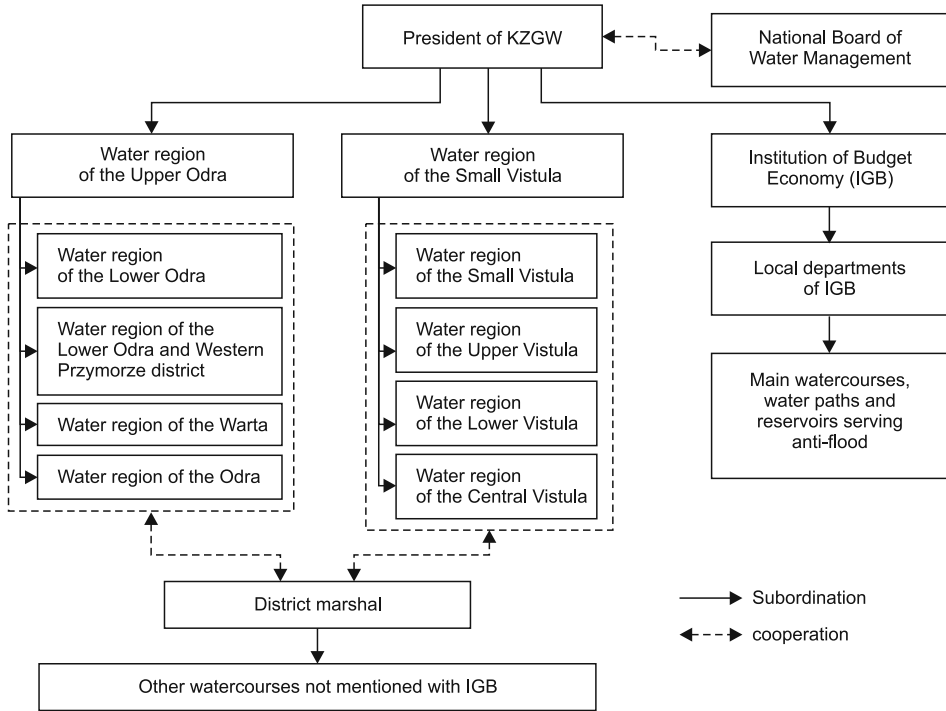 President of KZGW
National Board of
Water Management
Water region
of the Upper Odra
Water region
of the Small Vistula
Institution of Budget
Economy (IGB)
Water region
of the Lower Odra
Water region of the
Lower Odra and Western
Przymorze district
Water region of the Warta
Water region of the Odra
Water region
of the Small Vistula
Water region
of the Upper Vistula
Water region
of the Lower Vistula
Water region
of the Central Vistula
Local departments
of IGB
Main watercourses,
water paths and
reservoirs serving
anti-flood
District marshal
Other watercourses not mentioned with IGB
Subordination
cooperation